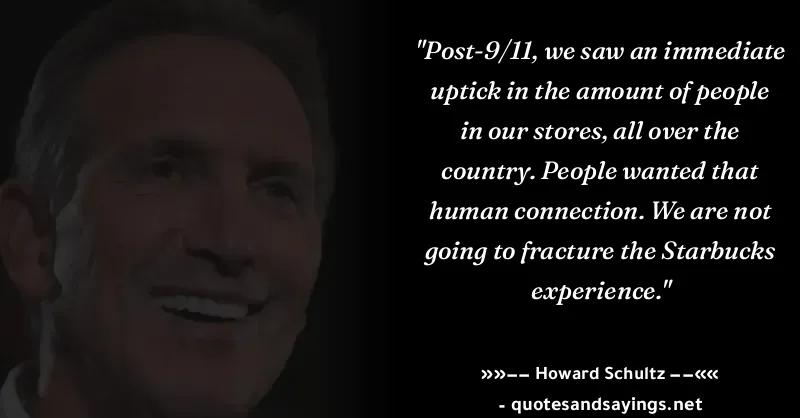 "Post-9/11, we saw an immediate
uptick in the amount of people
in our stores, all over the
country. People wanted that
human connection. We are not
going to fracture the Starbucks
experience."
»»−− Howard Schultz −−««
- quotesandsayings.net